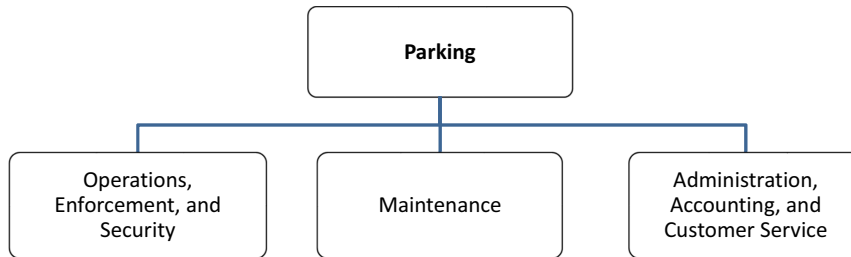 Parking
Operations,
Enforcement, and
Security
Maintenance
Administration,
Accounting, and
Customer Service